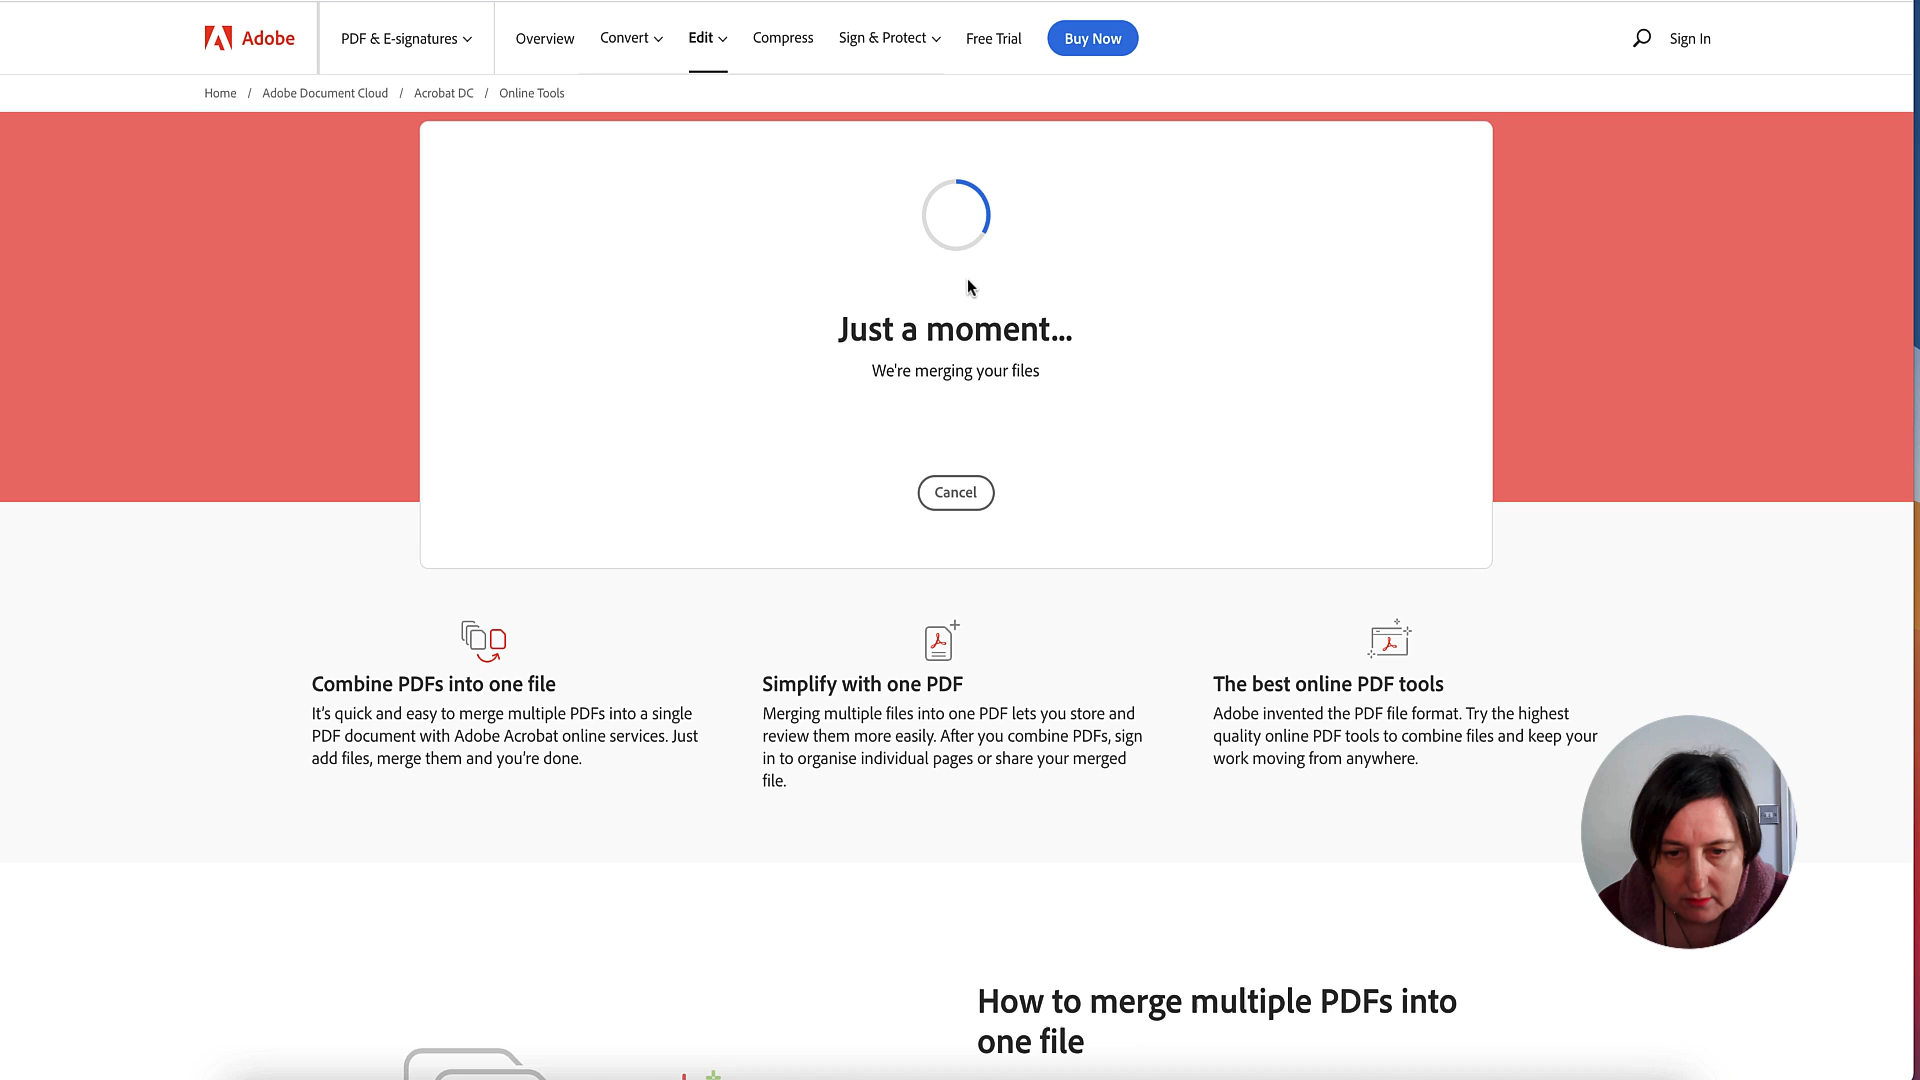 Adobe
PDF & E-signatures
Overview
Convert
Edit
Compress
Sign & Protect
Free Trial
Buy Now
Sign In
Home / Adobe Document Cloud / Acrobat DC / Online Tools
Just a moment...
We're merging your files
Cancel
Combine PDFs into one file
It’s quick and easy to merge multiple PDFs into a single
PDF document with Adobe Acrobat online services. Just
add files, merge them and you’re done.
Simplify with one PDF
Merging multiple files into one PDF lets you store and
review them more easily. After you combine PDFs, sign
in to organise individual pages or share your merged
file.
The best online PDF tools
Adobe invented the PDF file format. Try the highest
quality online PDF tools to combine files and keep your
work moving from anywhere.
How to merge multiple PDFs into
one file